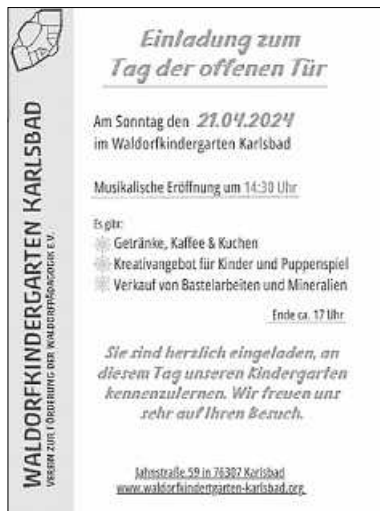 Einladung zum
Tag der offenen Tür
Am Sonntag den 21.04.2024
im Waldorfkindergarten Karlsbad
Musikalische Eröffnung um 14:30 Uhr
Es gibt:
Getränke, Kaffee & Kuchen
Kreativangebot für Kinder und Puppenspiel
Verkauf von Bastelarbeiten und Mineralien
Ende ca. 17 Uhr
Sie sind herzlich eingeladen, an
diesem Tag unseren Kindergarten
kennenzulernen. Wir freuen uns
sehr auf Ihren Besuch.
Jahnstraße 59 in 76307 Karlsbad
www.waldorfkindertgarten-karlsbad.org
WALDORFKINDERGARTEN KARLSBAD
VEREIN ZUR FÖRDERUNG DER WALDORFPÄDAGOGIK E.V.